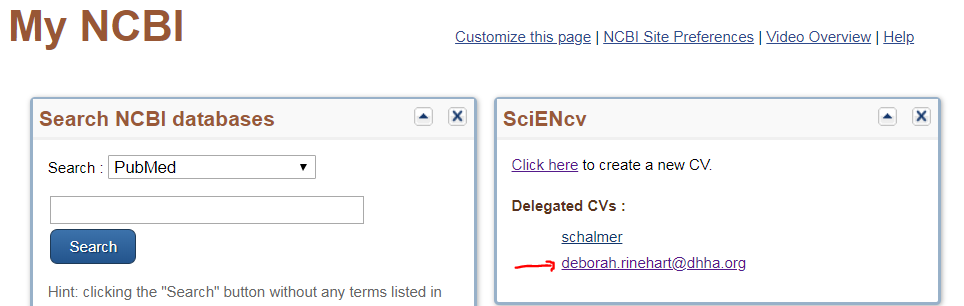 My NCBI
Customize this page | NCBI Site Preferences | Video Overview | Help
Search NCBI databases
Search : PubMed
Search
Hint: clicking the "Search" button without any terms listed in
SciENcv
Click here to create a new CV.
Delegated CVs :
schalmer
deborah.rinehart@dhha.org